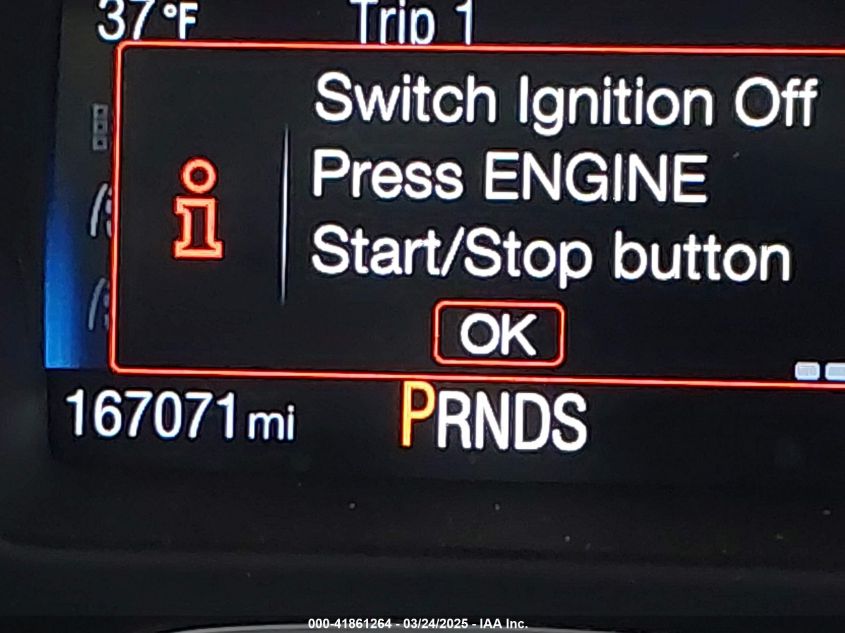 37°F Trip 1
Switch Ignition Off
Press ENGINE
Start/Stop button
OK
167071 mi PRNDS
000-41861264 - 03/24/2025 - IAA Inc.